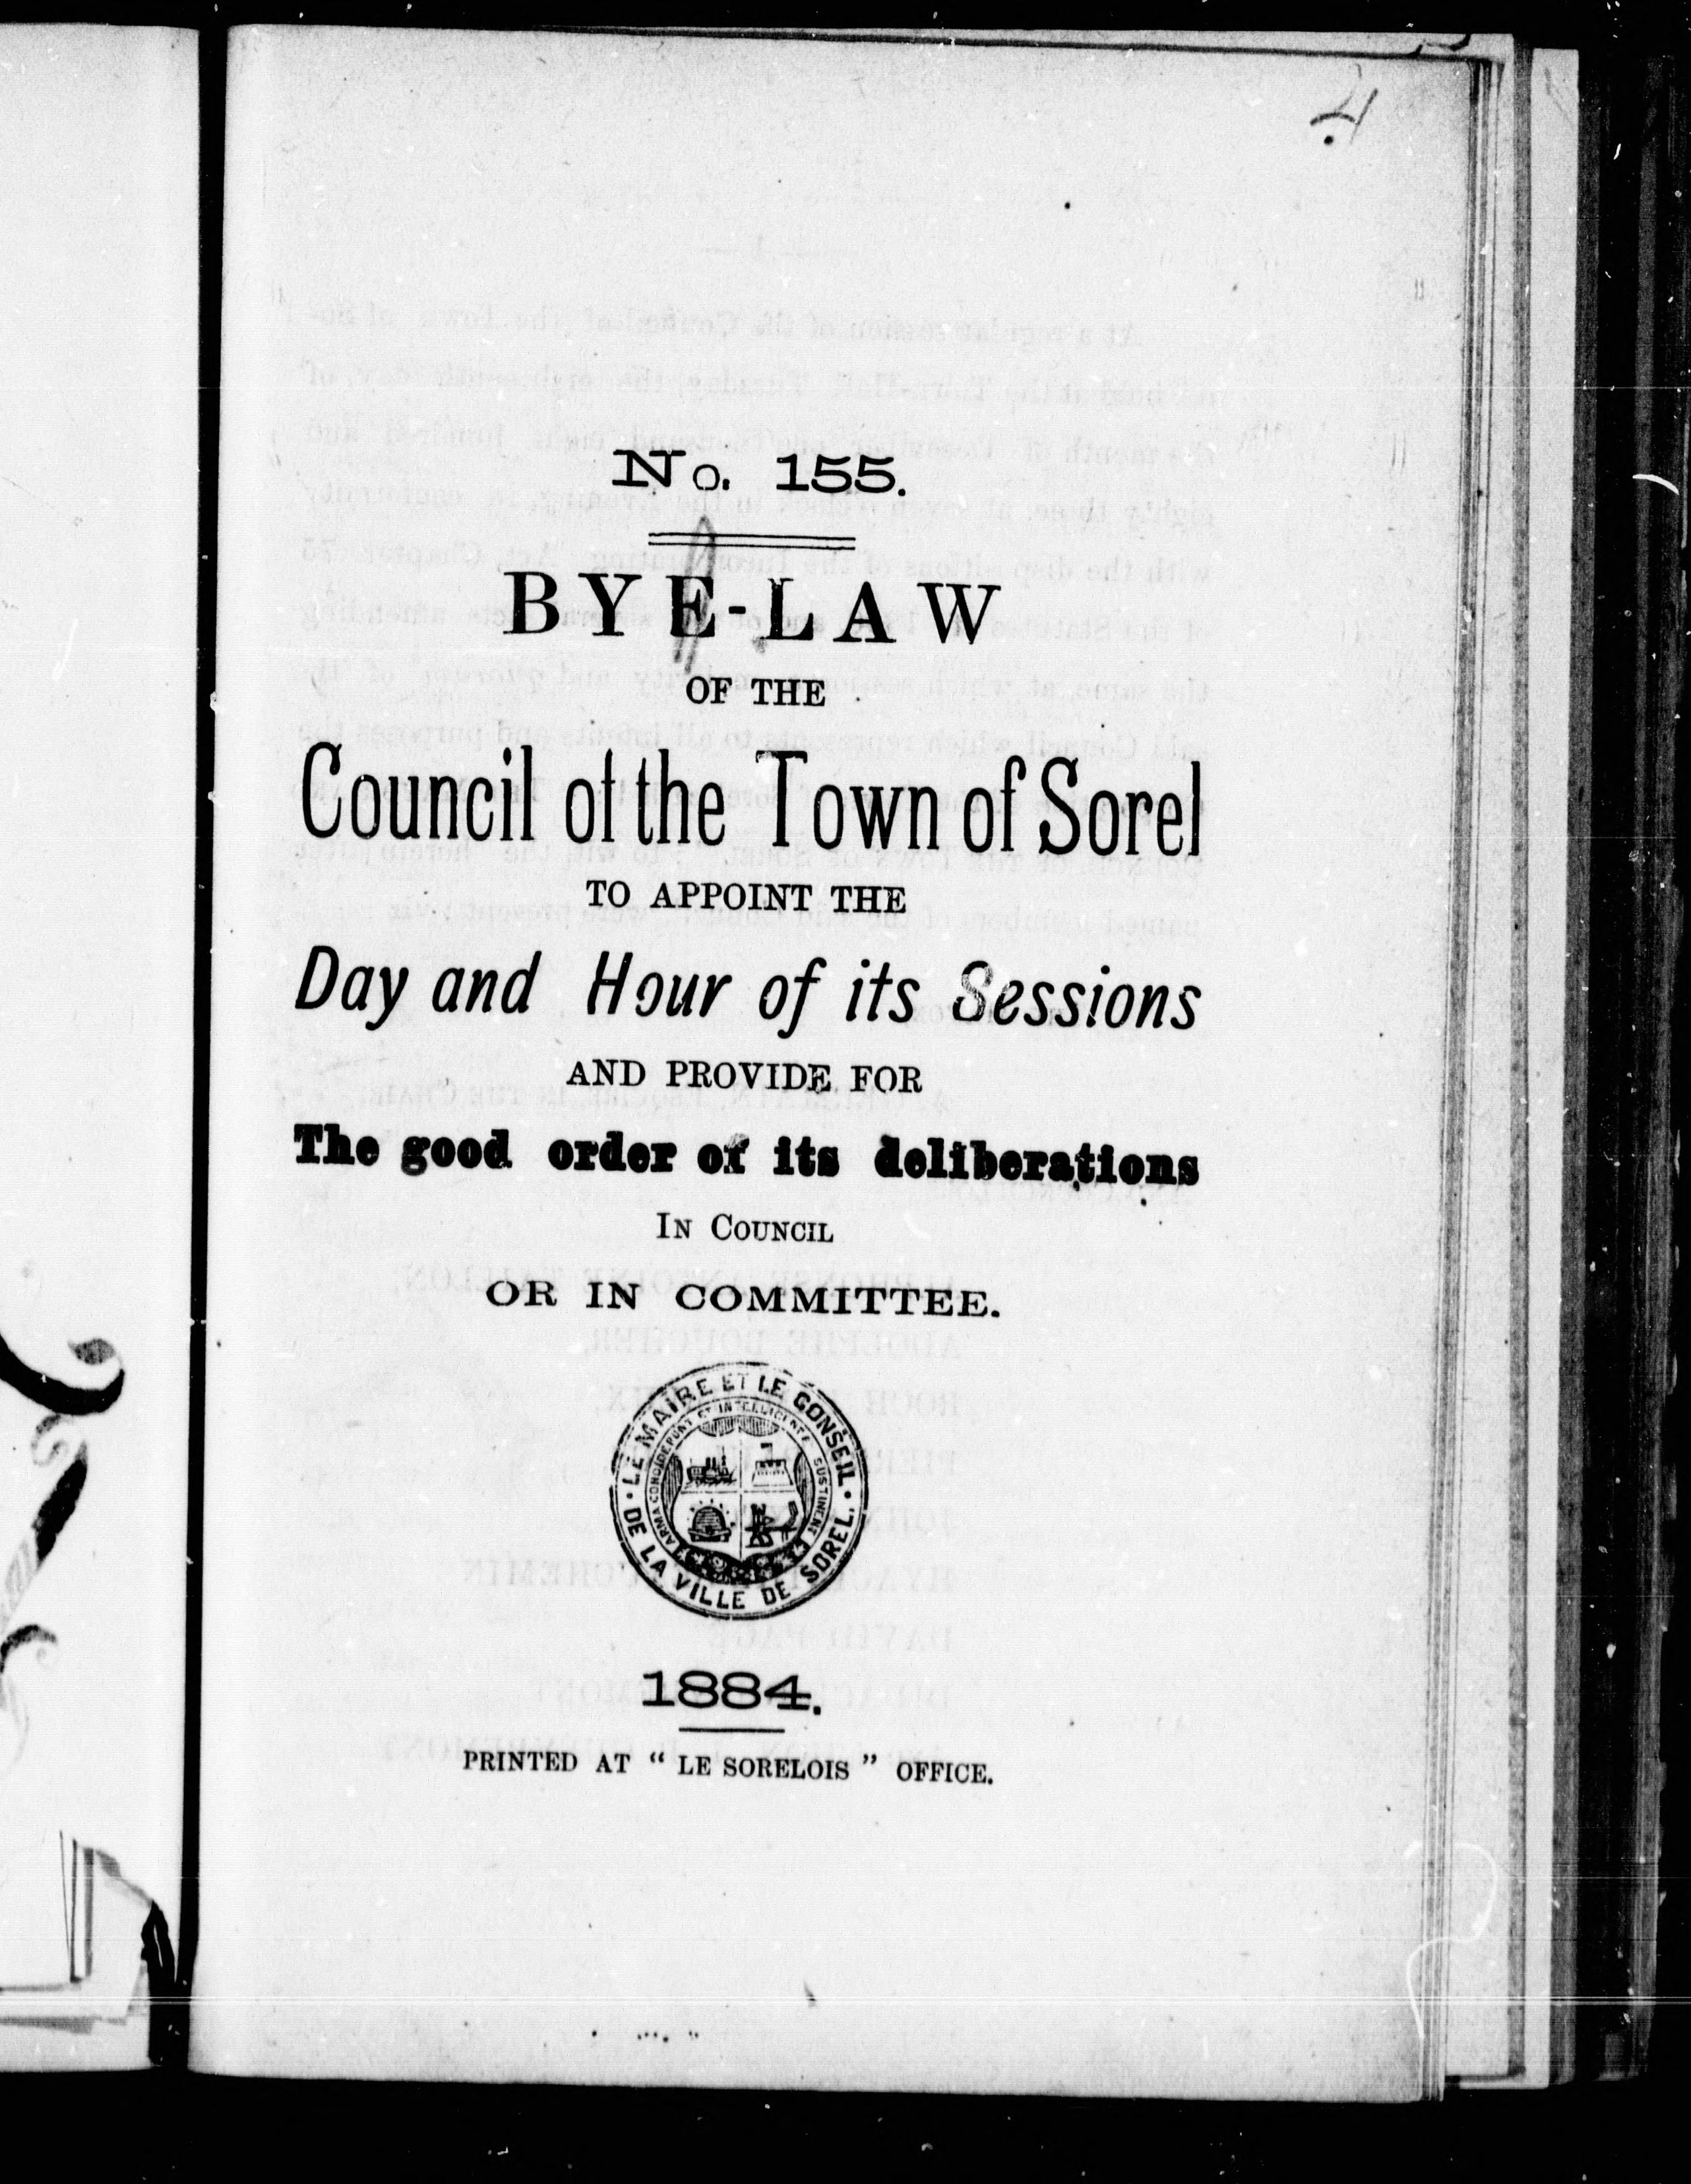 No. 155.
BYE-LAW
OF THE
Council of the Town of Sorel
TO APPOINT THE
Day and Hour of its Sessions
AND PROVIDE FOR
The good order of its deliberations
IN COUNCIL
OR IN COMMITTEE.
LE MAIRE ET LE CONSEIL
DE LA VILLE DE SOREL.
SUSTINENT
1884.
PRINTED AT “ LE SORELOIS ” OFFICE.